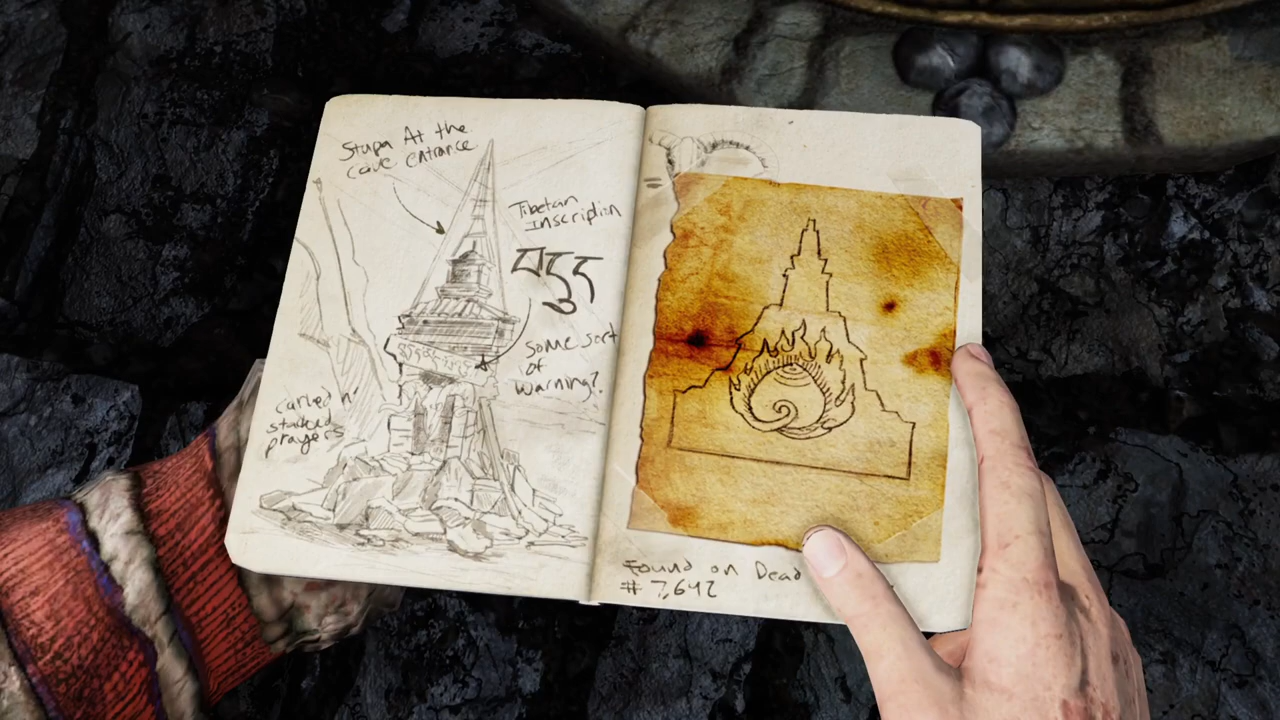 Stupa At the
cave entrance
Tibetan
Inscription
བདུད
Some sort
of
warning?
carved n'
stacked
prayers
Found on Dead
# 7,642